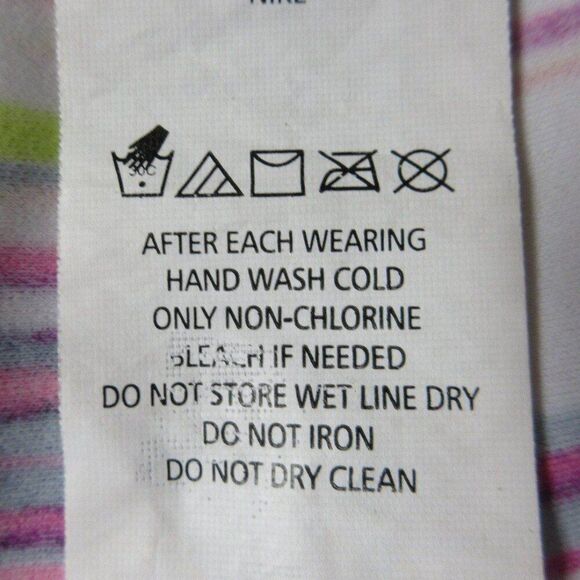 30C
AFTER EACH WEARING
HAND WASH COLD
ONLY NON-CHLORINE
BLEACH IF NEEDED
DO NOT STORE WET LINE DRY
DO NOT IRON
DO NOT DRY CLEAN